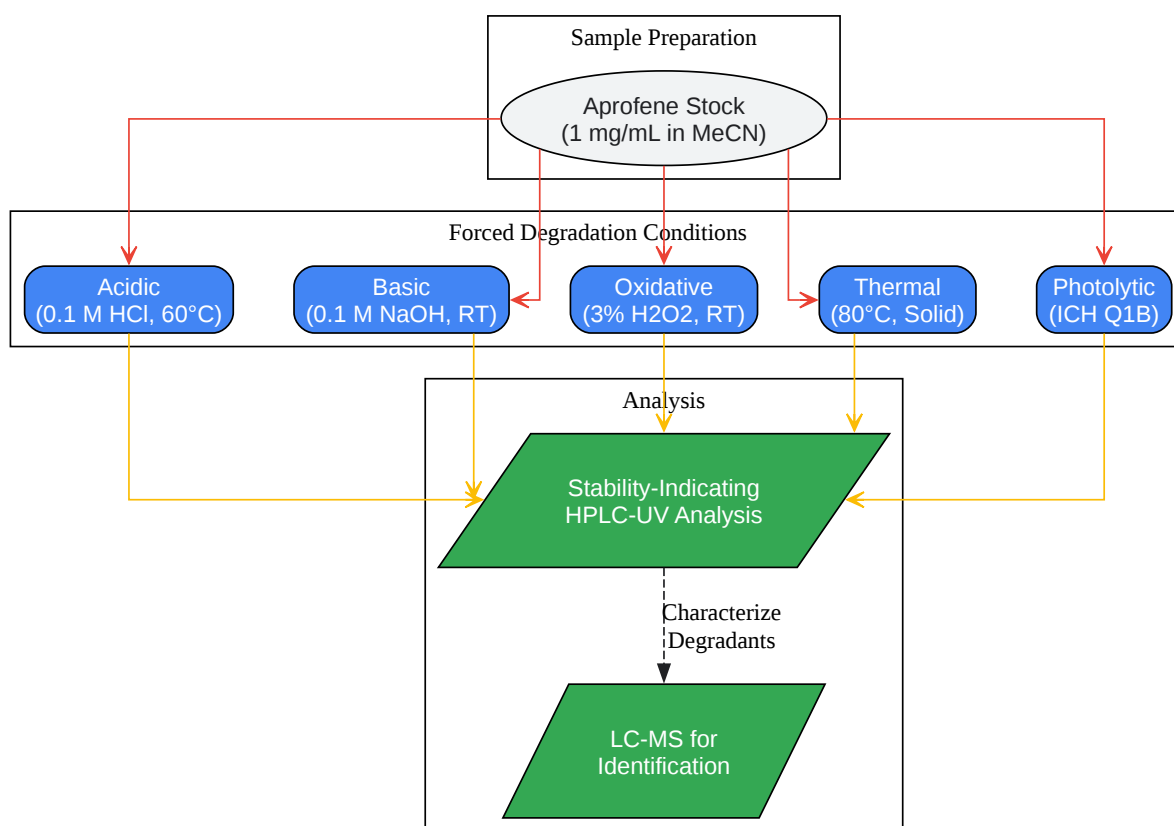 Sample Preparation
Aprofene Stock
(1 mg/mL in MeCN)
Forced Degradation Conditions
Acidic
(0.1 M HCl, 60°C)
Basic
(0.1 M NaOH, RT)
Oxidative
(3% H2O2, RT)
Thermal
(80°C, Solid)
Photolytic
(ICH Q1B)
Analysis
Stability-Indicating
HPLC-UV Analysis
Characterize
Degradants
LC-MS for
Identification